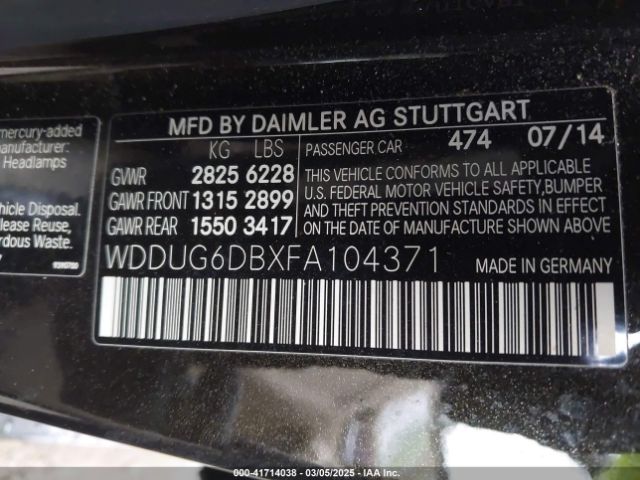 MFD BY DAIMLER AG STUTTGART
KG LBS
PASSENGER CAR 474 07/14
GVWR 2825 6228
GAWR FRONT 1315 2899
GAWR REAR 1550 3417
THIS VEHICLE CONFORMS TO ALL APPLICABLE
U.S. FEDERAL MOTOR VEHICLE SAFETY, BUMPER
AND THEFT PREVENTION STANDARDS IN EFFECT
ON THE DATE OF MANUFACTURE SHOWN ABOVE
WDDUG6DBXFA104371
MADE IN GERMANY
mercury-added
manufacturer:
Headlamps
hicle Disposal.
Release Reuse,
rdous Waste.
000-41714038 - 03/05/2025 - IAA Inc.